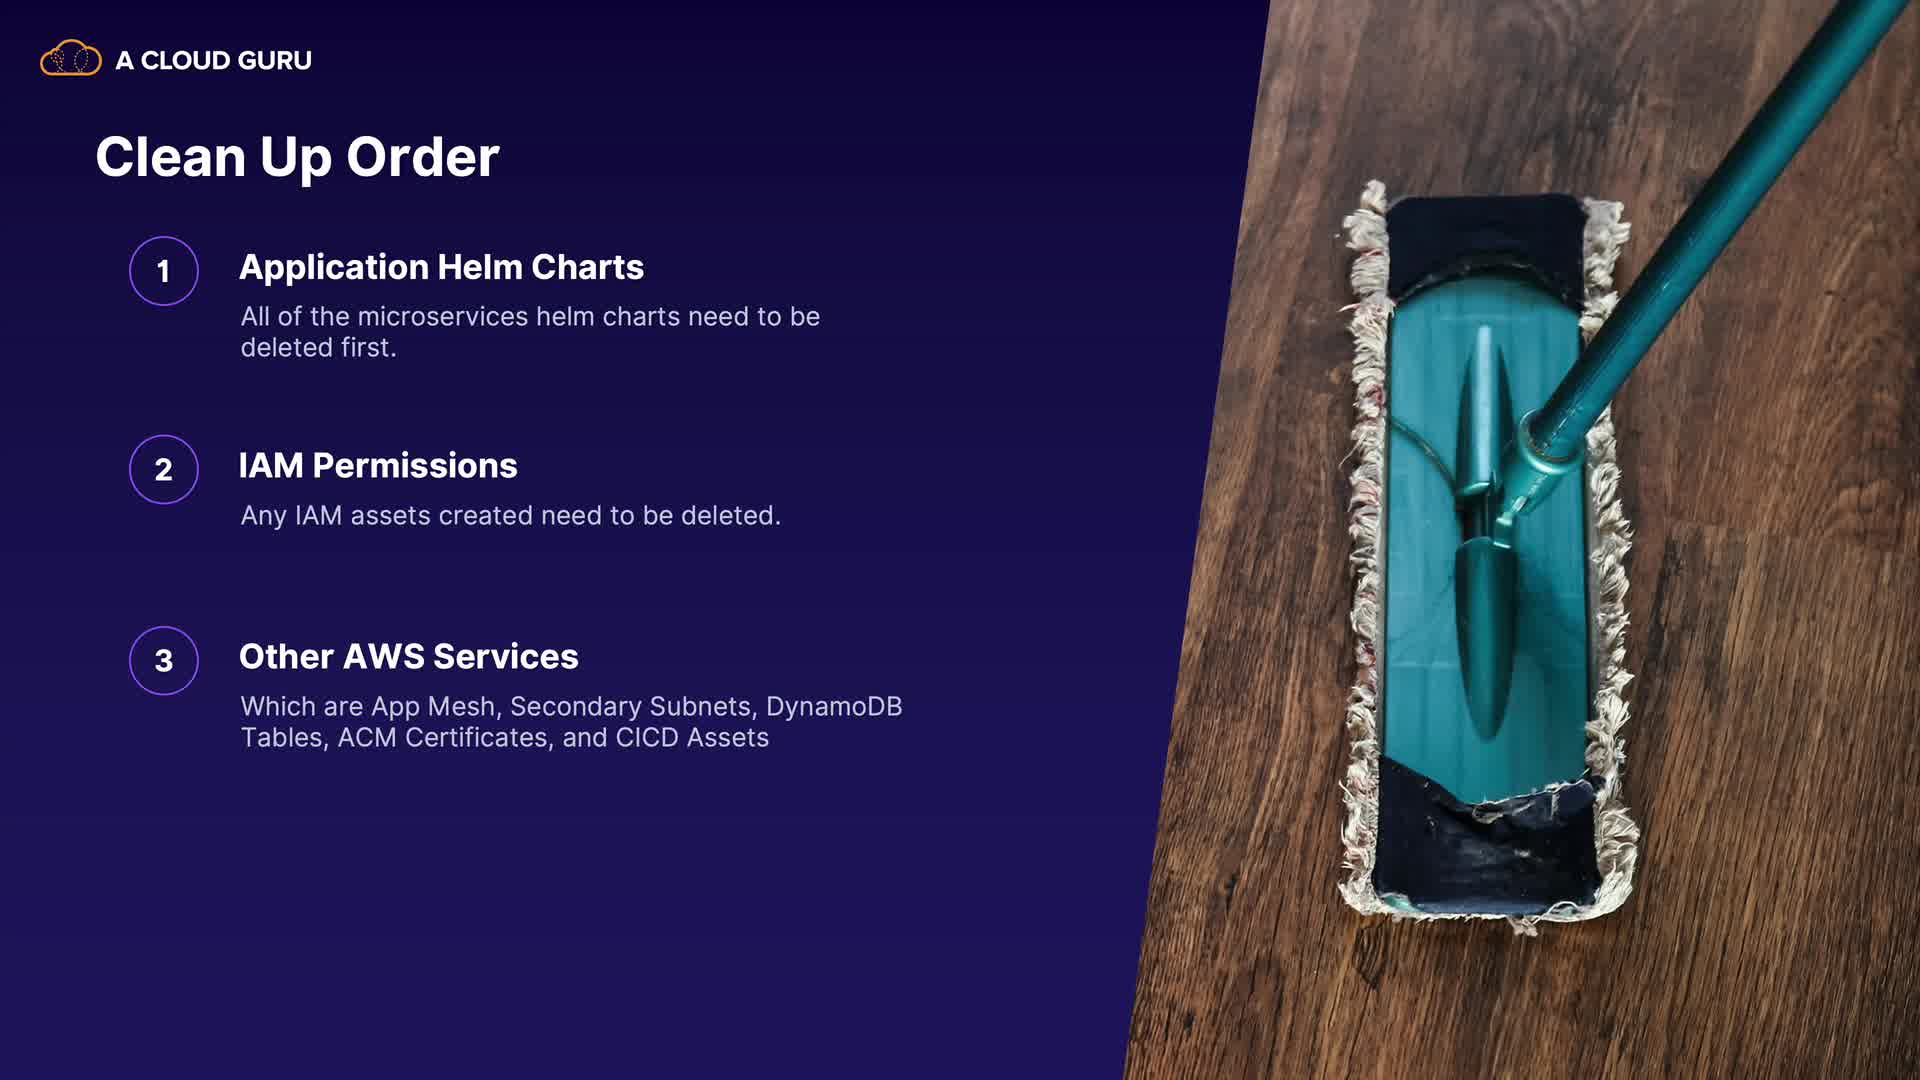 A CLOUD GURU
Clean Up Order
1
Application Helm Charts
All of the microservices helm charts need to be
deleted first.
2
IAM Permissions
Any IAM assets created need to be deleted.
3
Other AWS Services
Which are App Mesh, Secondary Subnets, DynamoDB
Tables, ACM Certificates, and CICD Assets